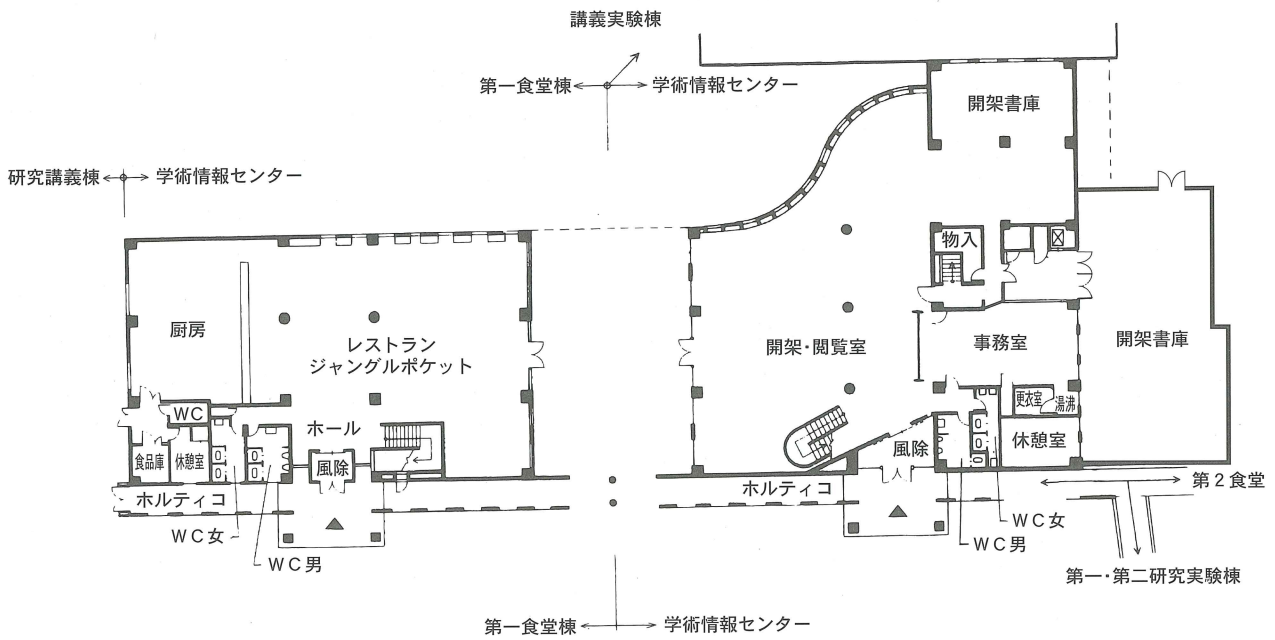 講義実験棟
第一食堂棟 学術情報センター
開架書庫
研究講義棟 学術情報センター
物入
厨房
レストラン
ジャングルポケット
開架・閲覧室
事務室
開架書庫
WC
ホール
更衣室
湯沸
食品庫
休憩室
風除
風除
休憩室
ホルティコ
ホルティコ
第2食堂
WC女
WC男
WC女
WC男
第一・第二研究実験棟
第一食堂棟 学術情報センター